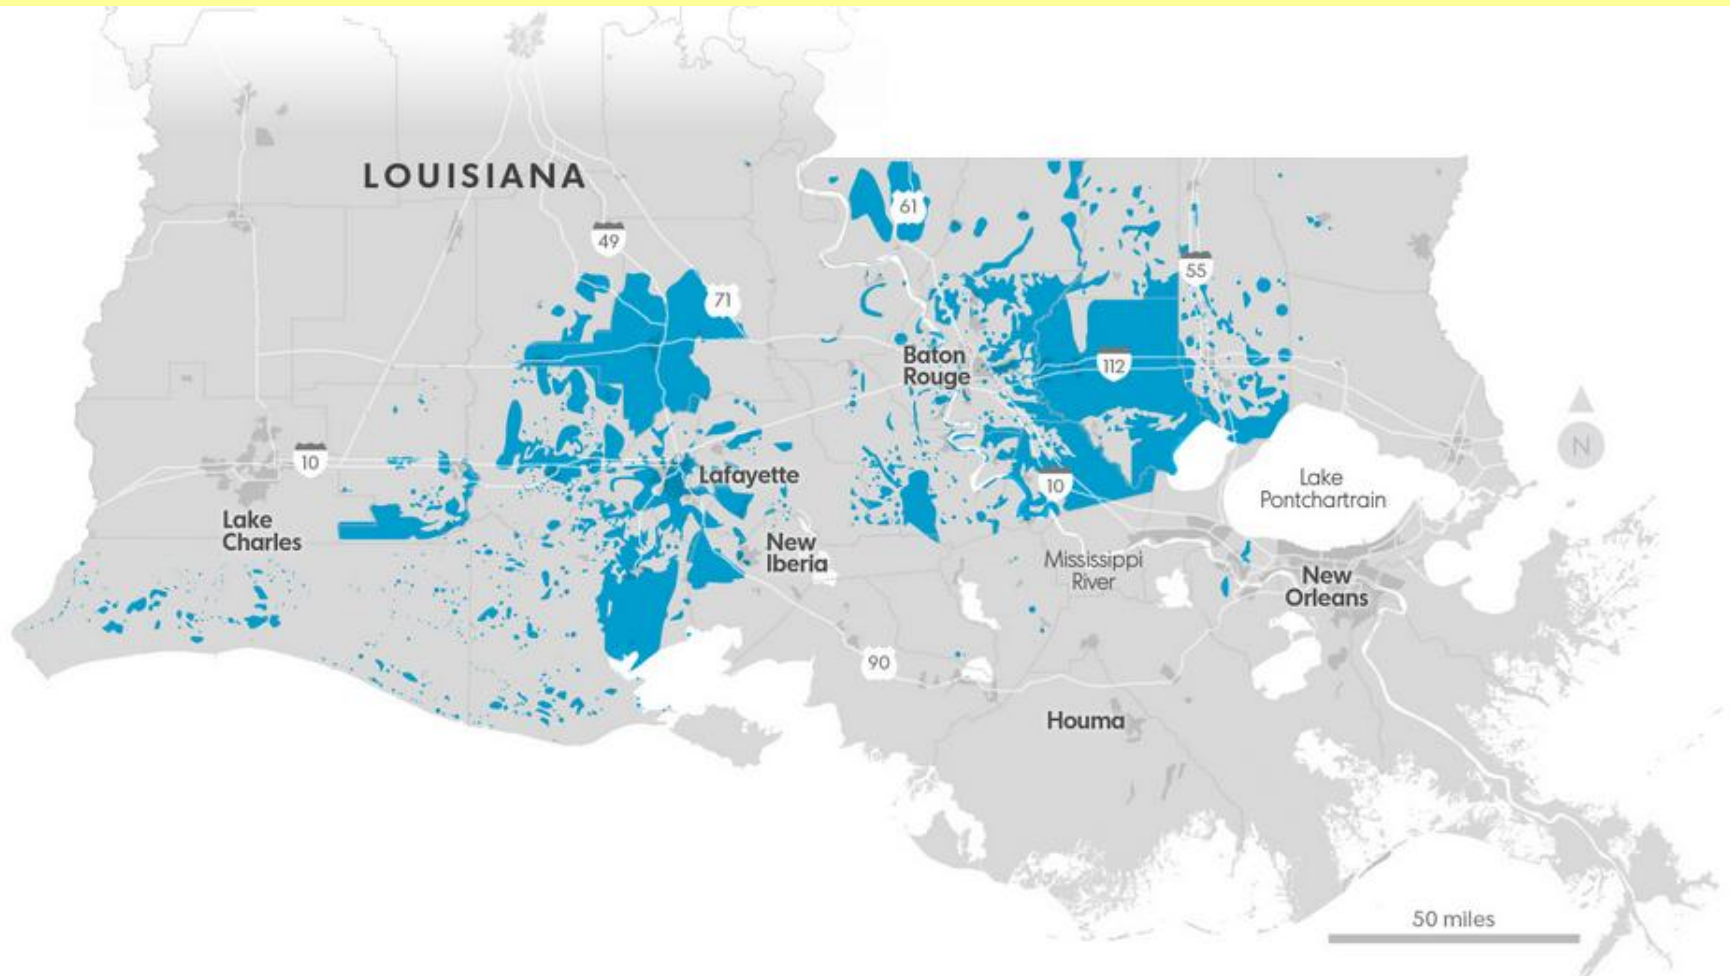 LOUISIANA
61
49
55
71
Baton
Rouge
112
10
Lafayette
10
Lake
Pontchartrain
Lake
Charles
New
Iberia
Mississippi
River
New
Orleans
90
Houma
N
50 miles